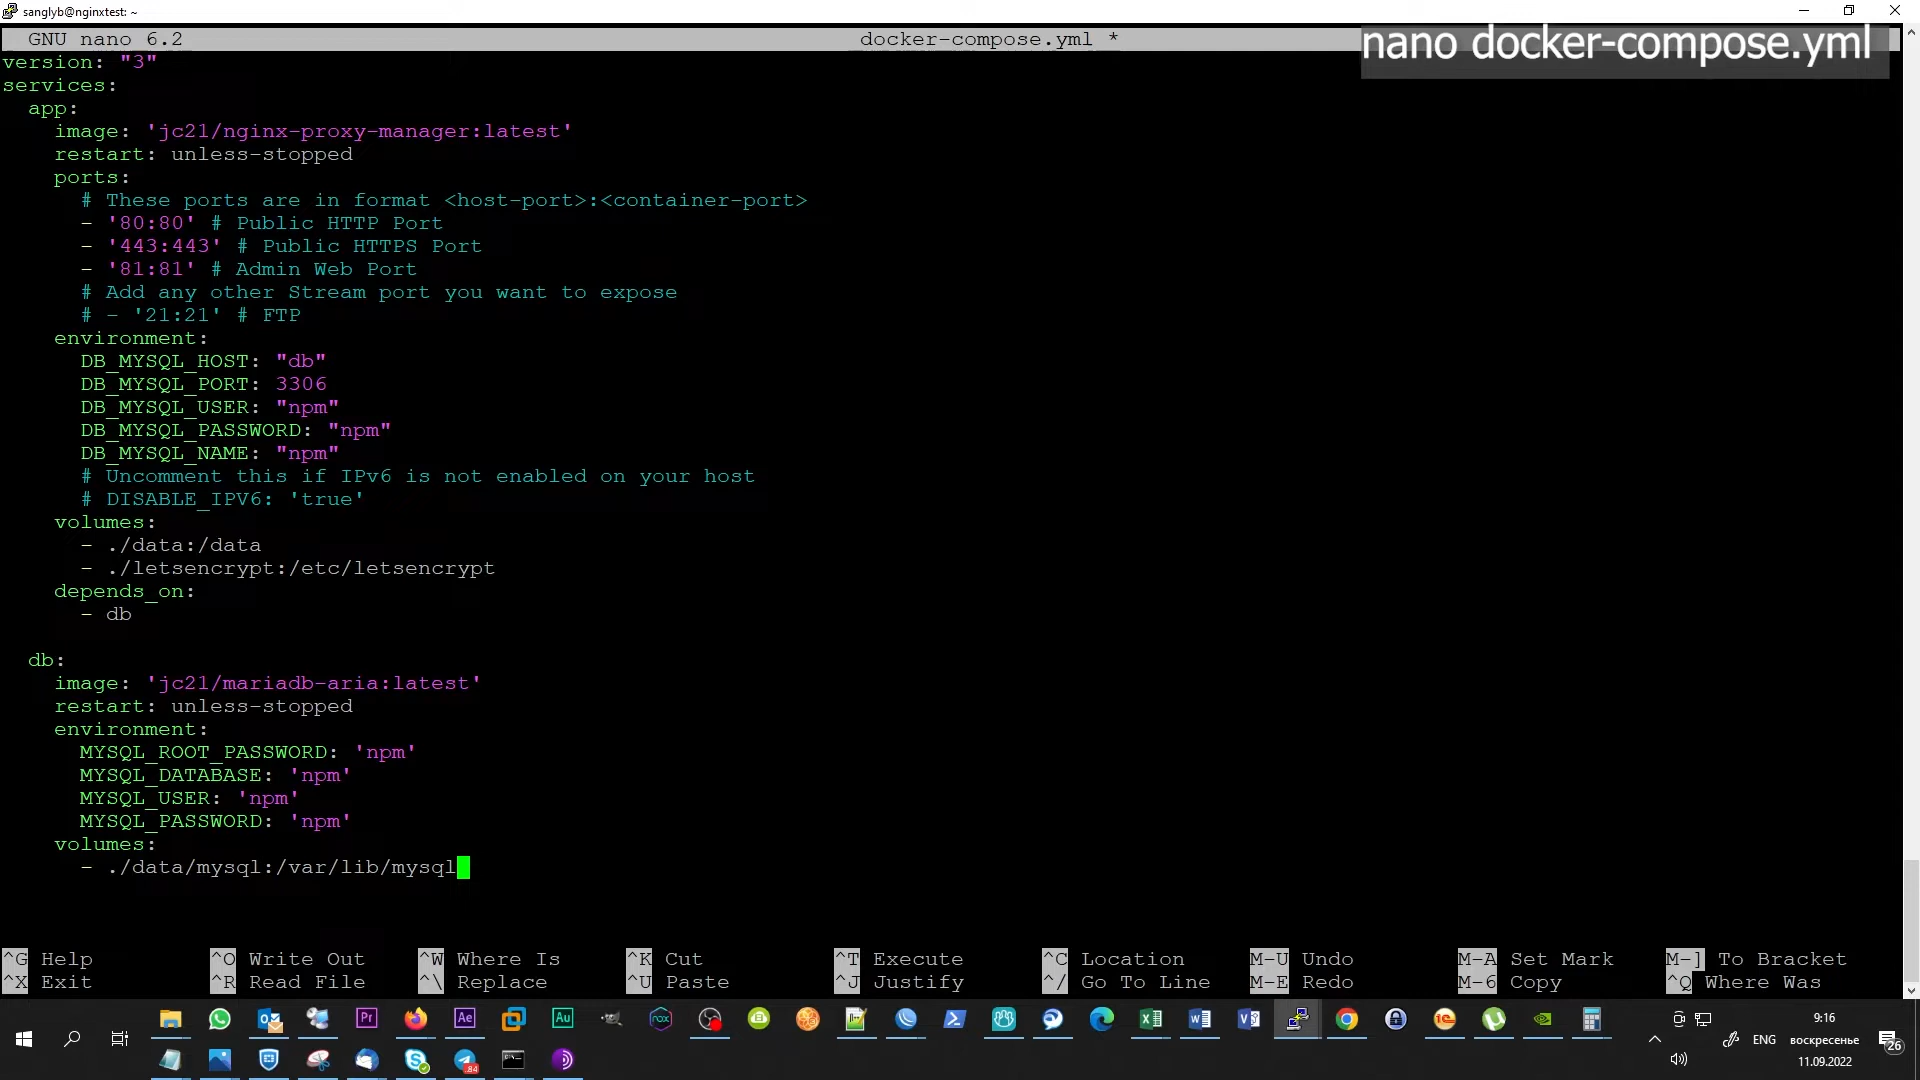 sanglyb@nginxtest: ~
GNU nano 6.2 docker-compose.yml *
nano docker-compose.yml
version: "3"
services:
  app:
    image: 'jc21/nginx-proxy-manager:latest'
    restart: unless-stopped
    ports:
      # These ports are in format <host-port>:<container-port>
      - '80:80' # Public HTTP Port
      - '443:443' # Public HTTPS Port
      - '81:81' # Admin Web Port
      # Add any other Stream port you want to expose
      # - '21:21' # FTP
    environment:
      DB_MYSQL_HOST: "db"
      DB_MYSQL_PORT: 3306
      DB_MYSQL_USER: "npm"
      DB_MYSQL_PASSWORD: "npm"
      DB_MYSQL_NAME: "npm"
      # Uncomment this if IPv6 is not enabled on your host
      # DISABLE_IPV6: 'true'
    volumes:
      - ./data:/data
      - ./letsencrypt:/etc/letsencrypt
    depends_on:
      - db
  db:
    image: 'jc21/mariadb-aria:latest'
    restart: unless-stopped
    environment:
      MYSQL_ROOT_PASSWORD: 'npm'
      MYSQL_DATABASE: 'npm'
      MYSQL_USER: 'npm'
      MYSQL_PASSWORD: 'npm'
    volumes:
      - ./data/mysql:/var/lib/mysql
^G Help ^O Write Out ^W Where Is ^K Cut ^T Execute ^C Location M-U Undo M-A Set Mark M-] To Bracket
^X Exit ^R Read File ^\ Replace ^U Paste ^J Justify ^/ Go To Line M-E Redo M-6 Copy ^Q Where Was
Pr Ae Au
9:16
ENG воскресенье
11.09.2022
26
84